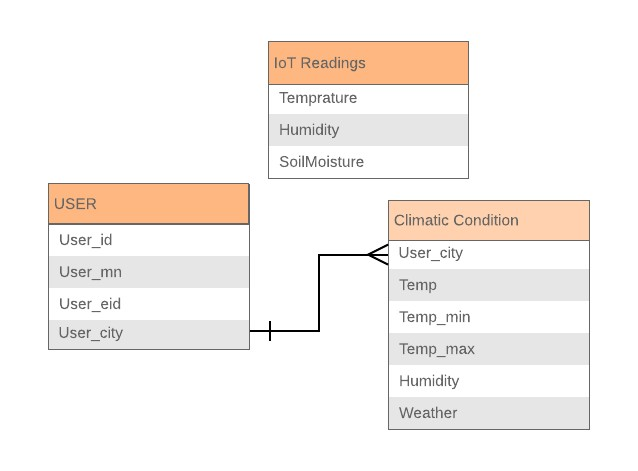 IoT Readings
Temprature
Humidity
SoilMoisture
USER
User_id
User_mn
User_eid
User_city
Climatic Condition
User_city
Temp
Temp_min
Temp_max
Humidity
Weather